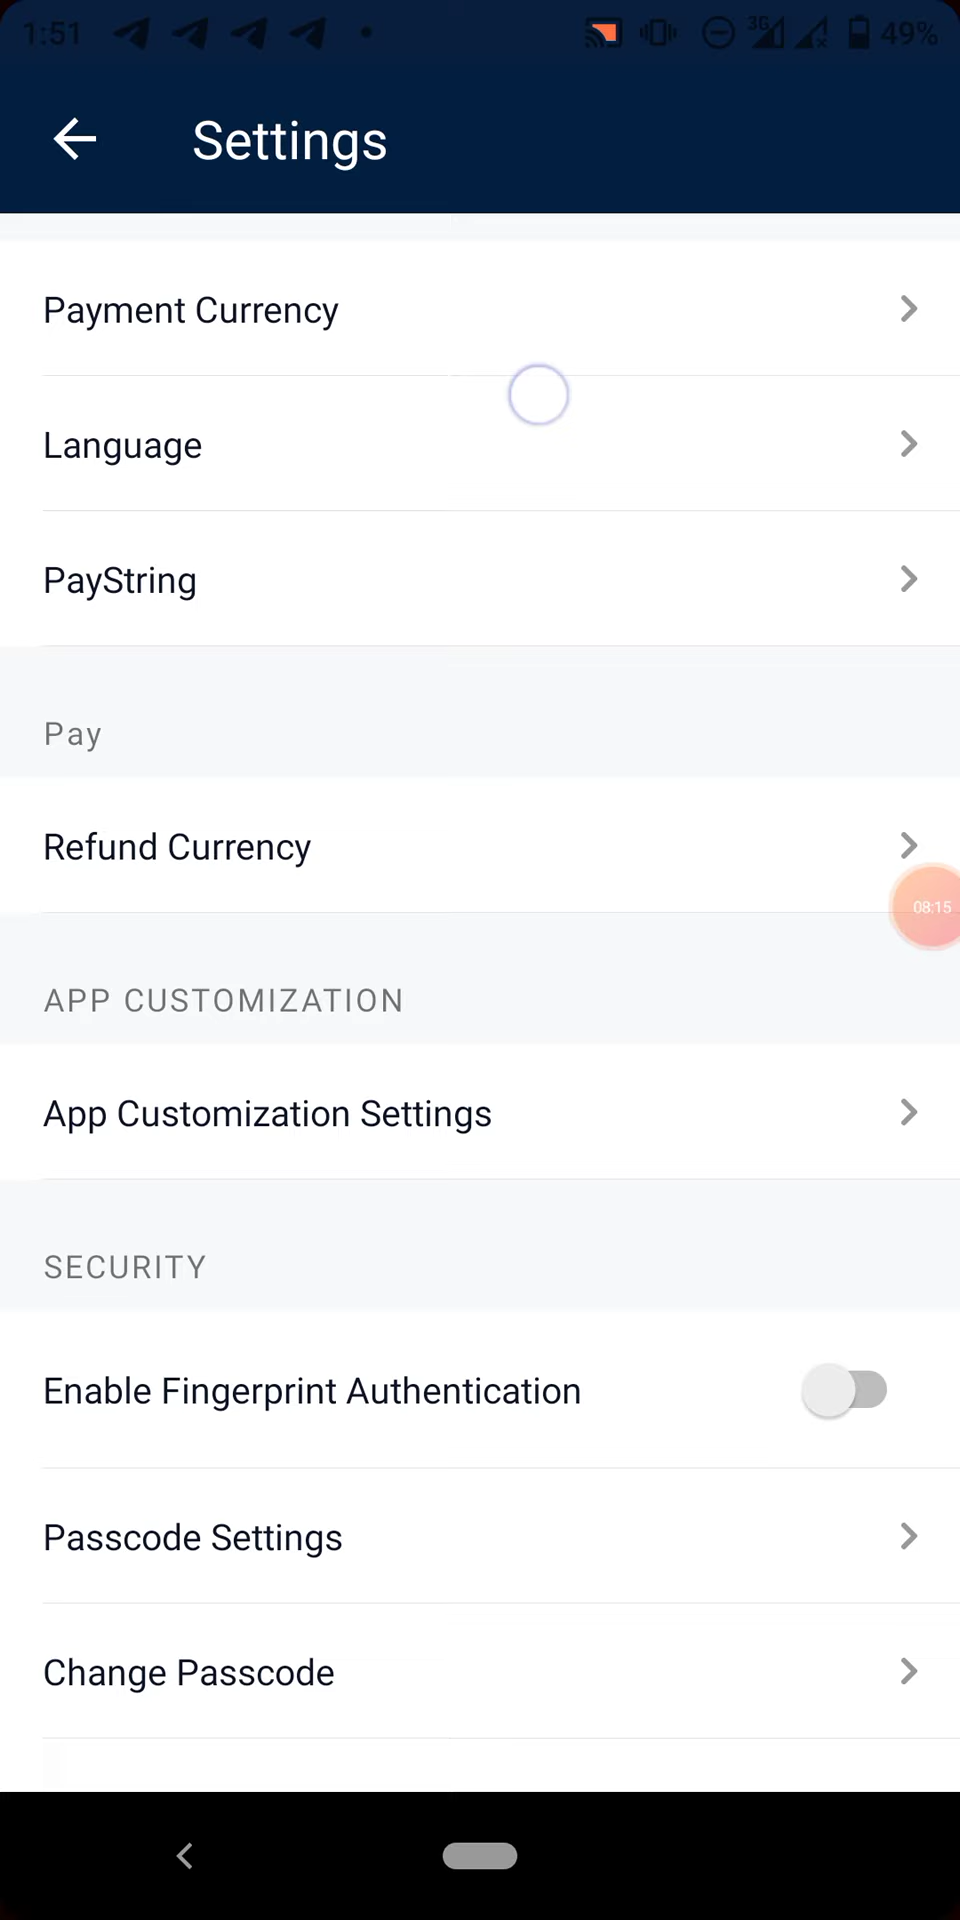 1:51
3G
49%
Settings
Payment Currency
Language
PayString
Pay
Refund Currency
08:15
APP CUSTOMIZATION
App Customization Settings
SECURITY
Enable Fingerprint Authentication
Passcode Settings
Change Passcode